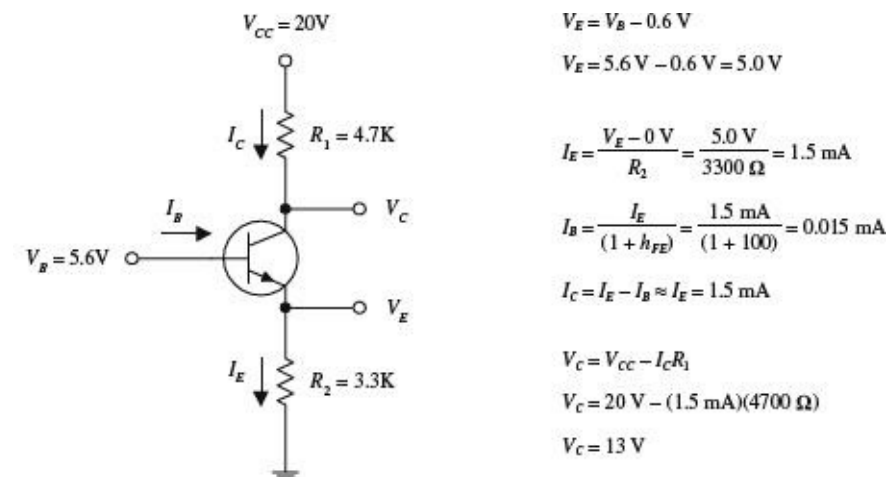 V_CC = 20V
I_C
R_1 = 4.7K
V_C
I_B
V_B = 5.6V
V_E
I_E
R_2 = 3.3K
V_E = V_B − 0.6 V
V_E = 5.6 V − 0.6 V = 5.0 V
I_E = (V_E − 0 V)/R_2 = 5.0 V/3300 Ω = 1.5 mA
I_B = I_E/(1 + h_FE) = 1.5 mA/(1 + 100) = 0.015 mA
I_C = I_E − I_B ≈ I_E = 1.5 mA
V_C = V_CC − I_C R_1
V_C = 20 V − (1.5 mA)(4700 Ω)
V_C = 13 V